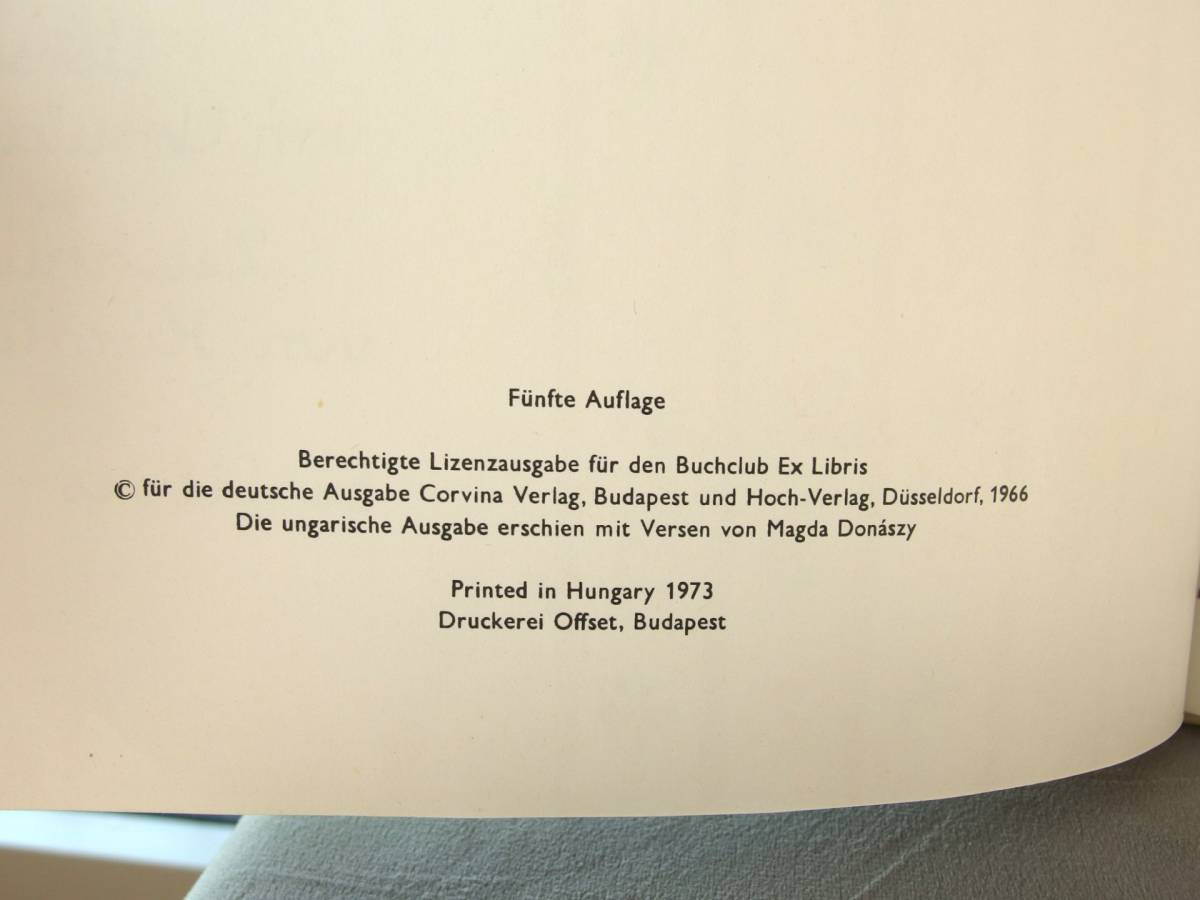 Fünfte Auflage
Berechtigte Lizenzausgabe für den Buchclub Ex Libris
© für die deutsche Ausgabe Corvina Verlag, Budapest und Hoch-Verlag, Düsseldorf, 1966
Die ungarische Ausgabe erschien mit Versen von Magda Donászy
Printed in Hungary 1973
Druckerei Offset, Budapest